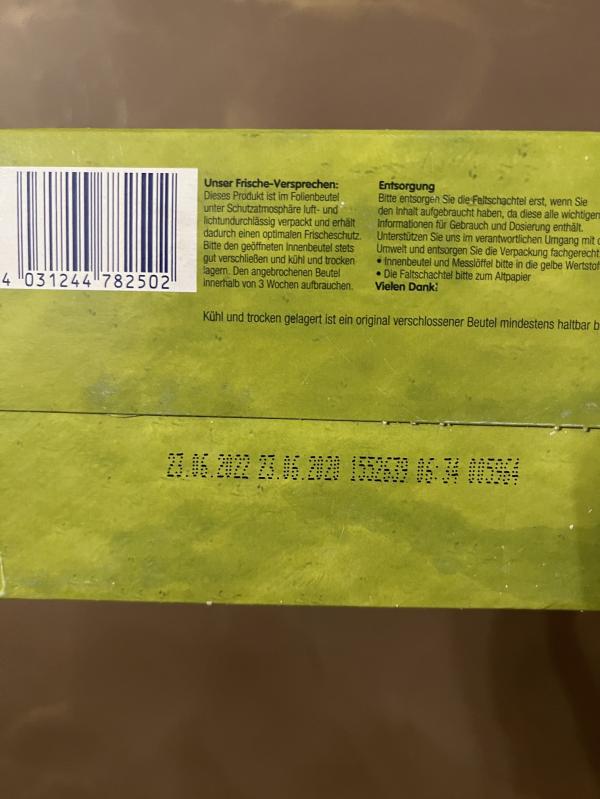 4 031244 782502
Unser Frische-Versprechen:
Dieses Produkt ist im Folienbeutel
unter Schutzatmosphäre luft- und
lichtundurchlässig verpackt und erhält
dadurch einen optimalen Frischeschutz.
Bitte den geöffneten Innenbeutel stets
gut verschließen und kühl und trocken
lagern. Den angebrochenen Beutel
innerhalb von 3 Wochen aufbrauchen.
Entsorgung
Bitte entsorgen Sie die Faltschachtel erst, wenn Sie
den Inhalt aufgebraucht haben, da diese alle wichtigen
Informationen für Gebrauch und Dosierung enthält.
Unterstützen Sie uns im verantwortlichen Umgang mit
Umwelt und entsorgen Sie die Verpackung fachgerecht
• Innenbeutel und Messlöffel bitte in die gelbe Wertstof
• Die Faltschachtel bitte zum Altpapier
Vielen Dank!
Kühl und trocken gelagert ist ein original verschlossener Beutel mindestens haltbar b
23.06.2022 23.06.2020 1552639 06:34 005964